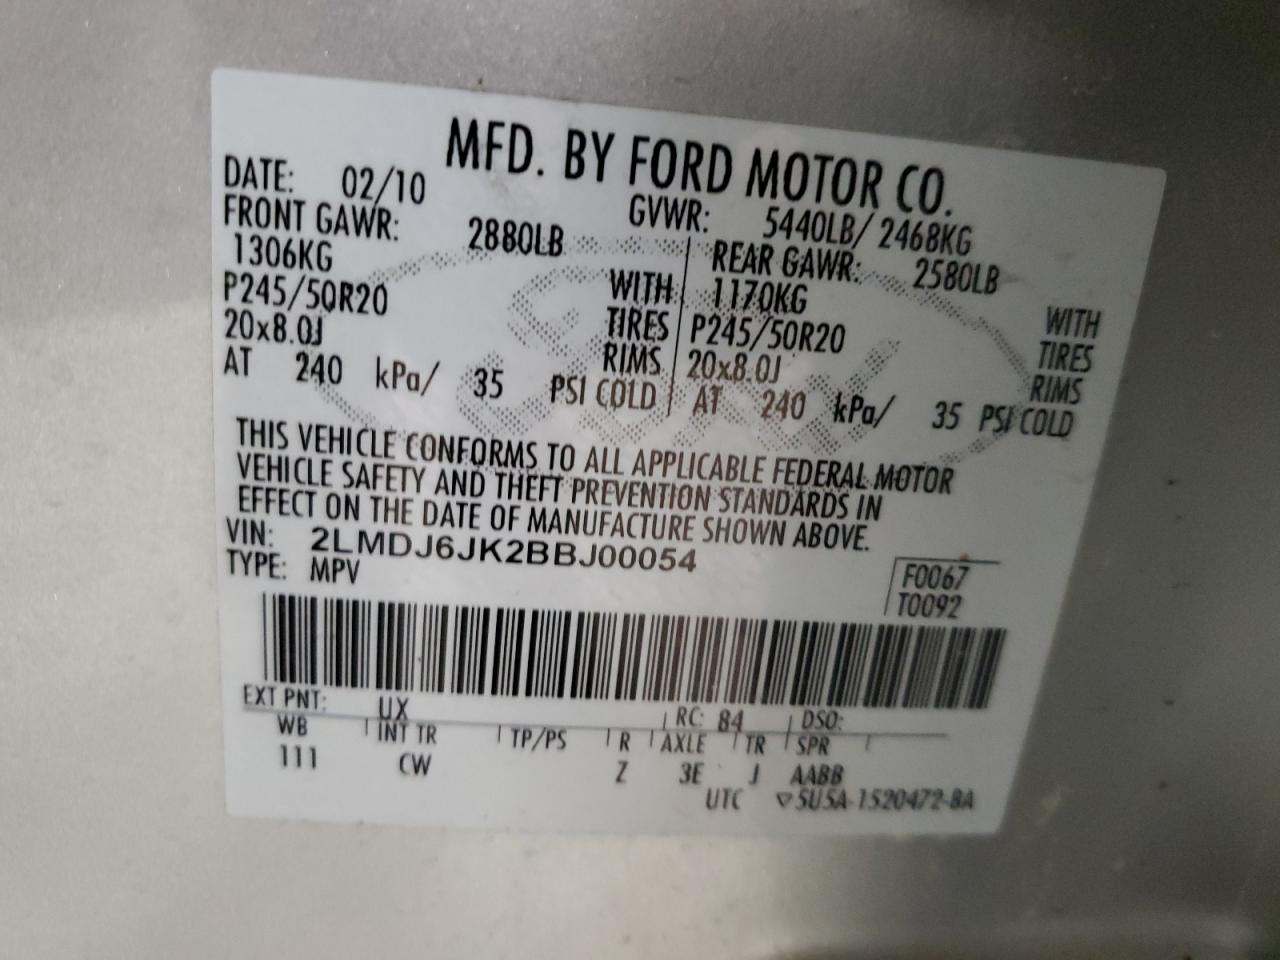 MFD. BY FORD MOTOR CO.
DATE: 02/10 GVWR: 5440LB/ 2468KG
FRONT GAWR: 2880LB REAR GAWR: 2580LB
1306KG WITH 1170KG WITH
P245/50R20 TIRES P245/50R20 TIRES
20x8.0J RIMS 20x8.0J RIMS
AT 240 kPa/ 35 PSI COLD AT 240 kPa/ 35 PSI COLD
THIS VEHICLE CONFORMS TO ALL APPLICABLE FEDERAL MOTOR
VEHICLE SAFETY AND THEFT PREVENTION STANDARDS IN
EFFECT ON THE DATE OF MANUFACTURE SHOWN ABOVE.
VIN: 2LMDJ6JK2BBJ00054
TYPE: MPV
F0067
T0092
EXT PNT: UX RC: 84 DSO:
WB INT TR TP/PS R AXLE TR SPR
111 CW Z 3E J AABB
UTC ▽5U5A-1520472-BA